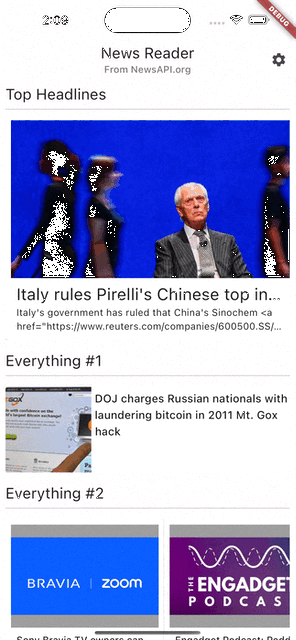 2:09
DEBUG
News Reader
From NewsAPI.org
Top Headlines
Italy rules Pirelli's Chinese top in...
Italy's government has ruled that China's Sinochem <a
href="https://www.reuters.com/companies/600500.SS/...
Everything #1
DOJ charges Russian nationals with
laundering bitcoin in 2011 Mt. Gox
hack
Everything #2
BRAVIA | zoom
THE ENGADGET
PODCAS
Sony Bravia TV owners can
Engadget Podcast: Podd